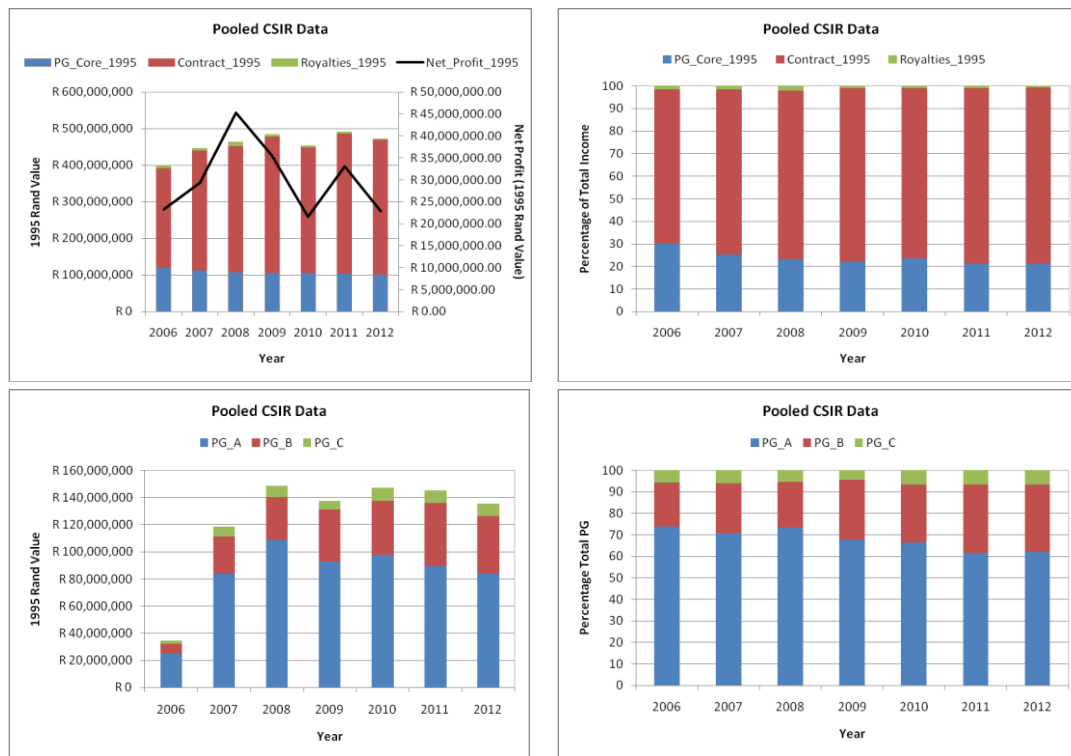 Pooled CSIR Data
PG_Core_1995 Contract_1995 Royalties_1995 Net_Profit_1995
R 600,000,000
R 500,000,000
R 400,000,000
R 300,000,000
R 200,000,000
R 100,000,000
R 0
1995 Rand Value
R 50,000,000.00
R 45,000,000.00
R 40,000,000.00
R 35,000,000.00
R 30,000,000.00
R 25,000,000.00
R 20,000,000.00
R 15,000,000.00
R 10,000,000.00
R 5,000,000.00
R 0.00
Net Profit (1995 Rand Value)
2006 2007 2008 2009 2010 2011 2012
Year
Pooled CSIR Data
PG_Core_1995 Contract_1995 Royalties_1995
100
90
80
70
60
50
40
30
20
10
0
Percentage of Total Income
2006 2007 2008 2009 2010 2011 2012
Year
Pooled CSIR Data
PG_A PG_B PG_C
R 160,000,000
R 140,000,000
R 120,000,000
R 100,000,000
R 80,000,000
R 60,000,000
R 40,000,000
R 20,000,000
R 0
1995 Rand Value
2006 2007 2008 2009 2010 2011 2012
Year
Pooled CSIR Data
PG_A PG_B PG_C
100
90
80
70
60
50
40
30
20
10
0
Percentage Total PG
2006 2007 2008 2009 2010 2011 2012
Year